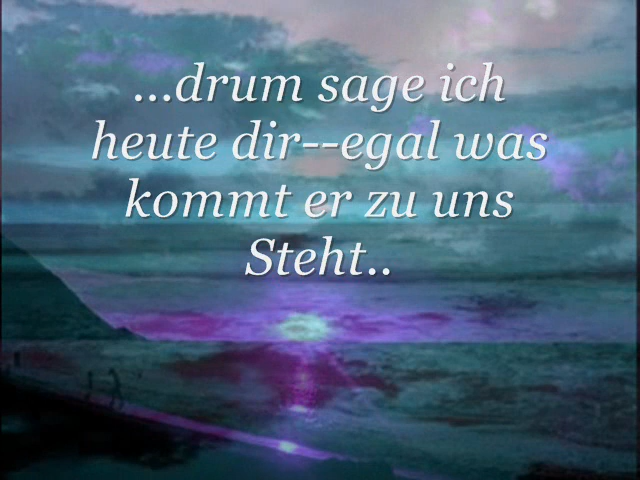 ...drum sage ich
heute dir--egal was
kommt er zu uns
Steht..